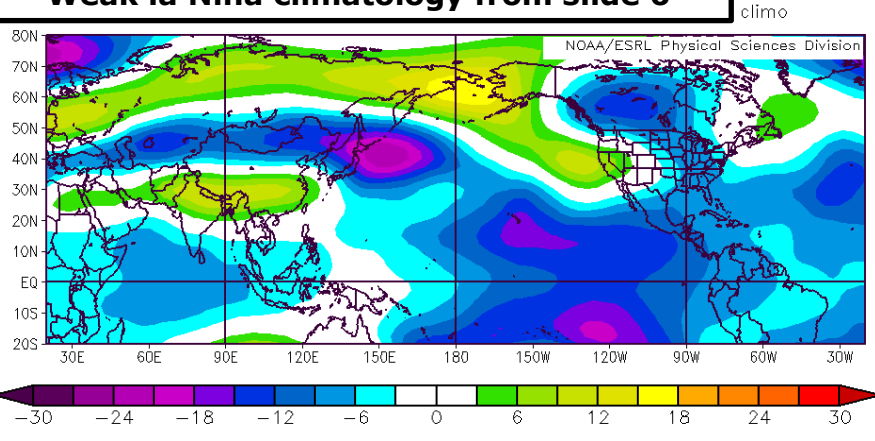 Weak la Niña climatology from slide 6
climo
NOAA/ESRL Physical Sciences Division
80N
70N
60N
50N
40N
30N
20N
10N
EQ
10S
20S
30E 60E 90E 120E 150E 180 150W 120W 90W 60W 30W
-30 -24 -18 -12 -6 0 6 12 18 24 30